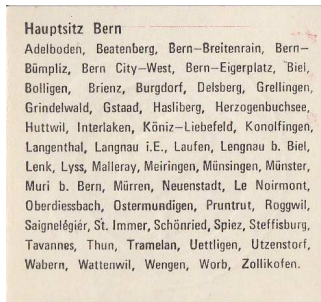 Hauptsitz Bern
Adelboden, Beatenberg, Bern—Breitenrain, Bern—
Bümpliz, Bern City—West, Bern—Eigerplatz, Biel,
Bolligen, Brienz, Burgdorf, Delsberg, Grellingen,
Grindelwald, Gstaad, Hasliberg, Herzogenbuchsee,
Huttwil, Interlaken, Köniz—Liebefeld, Konolfingen,
Langenthal, Langnau i.E., Laufen, Lengnau b. Biel,
Lenk, Lyss, Malleray, Meiringen, Münsingen, Münster,
Muri b. Bern, Mürren, Neuenstadt, Le Noirmont,
Oberdiessbach, Ostermundigen, Pruntrut, Roggwil,
Saignelégiér, St. Immer, Schönried, Spiez, Steffisburg,
Tavannes, Thun, Tramelan, Uettligen, Utzenstorf,
Wabern, Wattenwil, Wengen, Worb, Zollikofen.